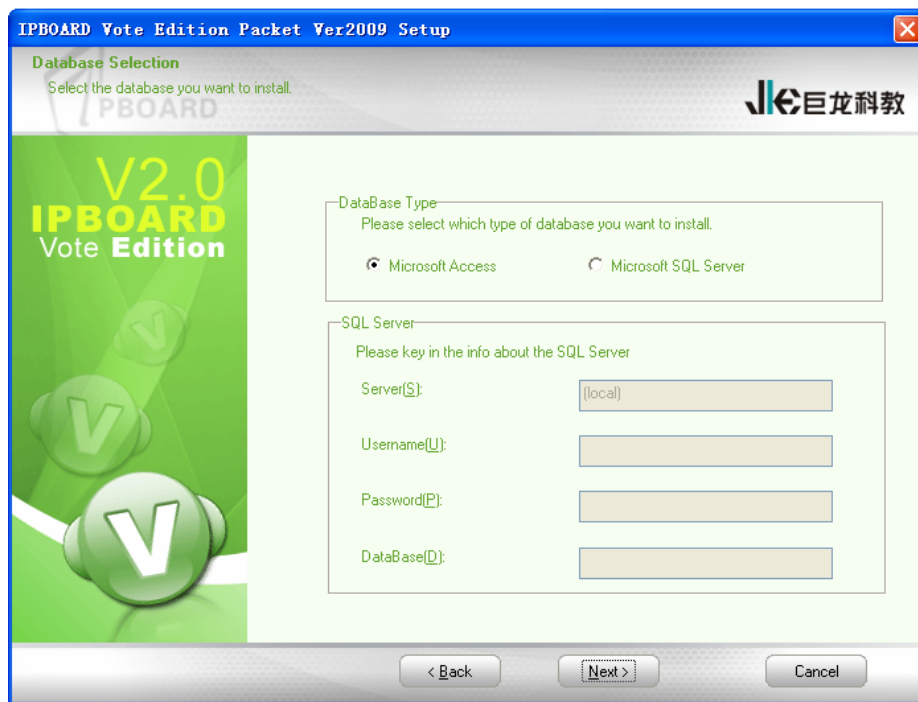 IPBOARD Vote Edition Packet Ver2009 Setup
Database Selection
Select the database you want to install.
PBOARD
JKE巨龙科教
V2.0
IPBOARD
Vote Edition
DataBase Type
Please select which type of database you want to install.
Microsoft Access
Microsoft SQL Server
SQL Server
Please key in the info about the SQL Server
Server(S):
(local)
Username(U):
Password(P):
DataBase(D):
V
V
V
< Back
Next >
Cancel